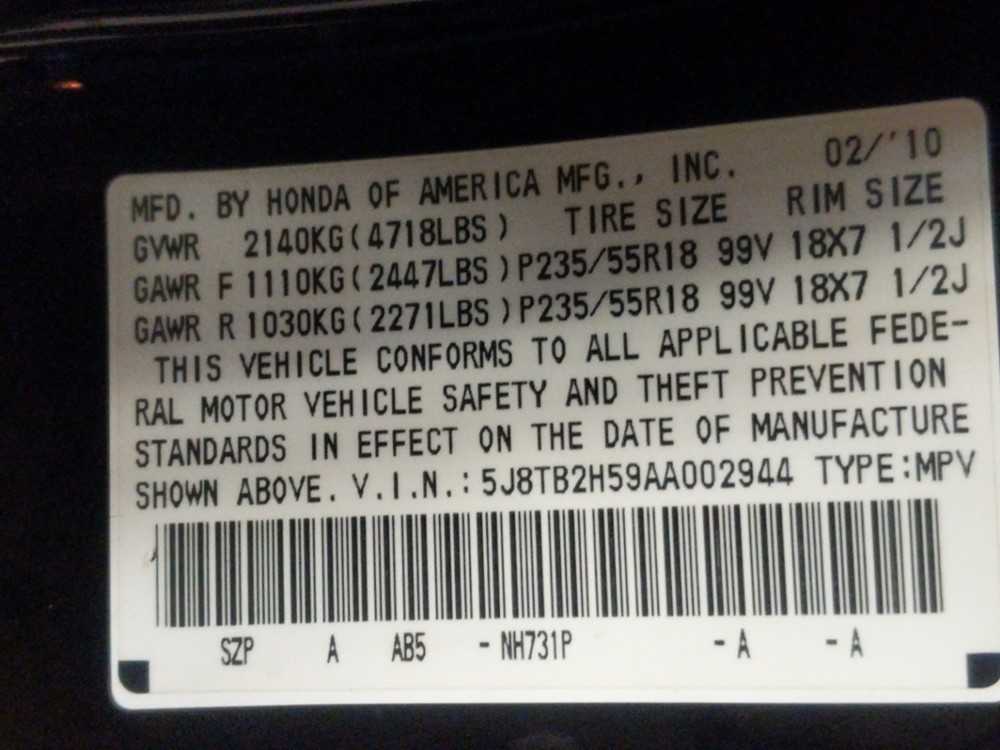 MFD. BY HONDA OF AMERICA MFG., INC. 02/'10
GVWR 2140KG(4718LBS) TIRE SIZE RIM SIZE
GAWR F 1110KG(2447LBS) P235/55R18 99V 18X7 1/2J
GAWR R 1030KG(2271LBS) P235/55R18 99V 18X7 1/2J
THIS VEHICLE CONFORMS TO ALL APPLICABLE FEDE-
RAL MOTOR VEHICLE SAFETY AND THEFT PREVENTION
STANDARDS IN EFFECT ON THE DATE OF MANUFACTURE
SHOWN ABOVE. V.I.N.: 5J8TB2H59AA002944 TYPE:MPV
SZP A AB5 - NH731P - A - A